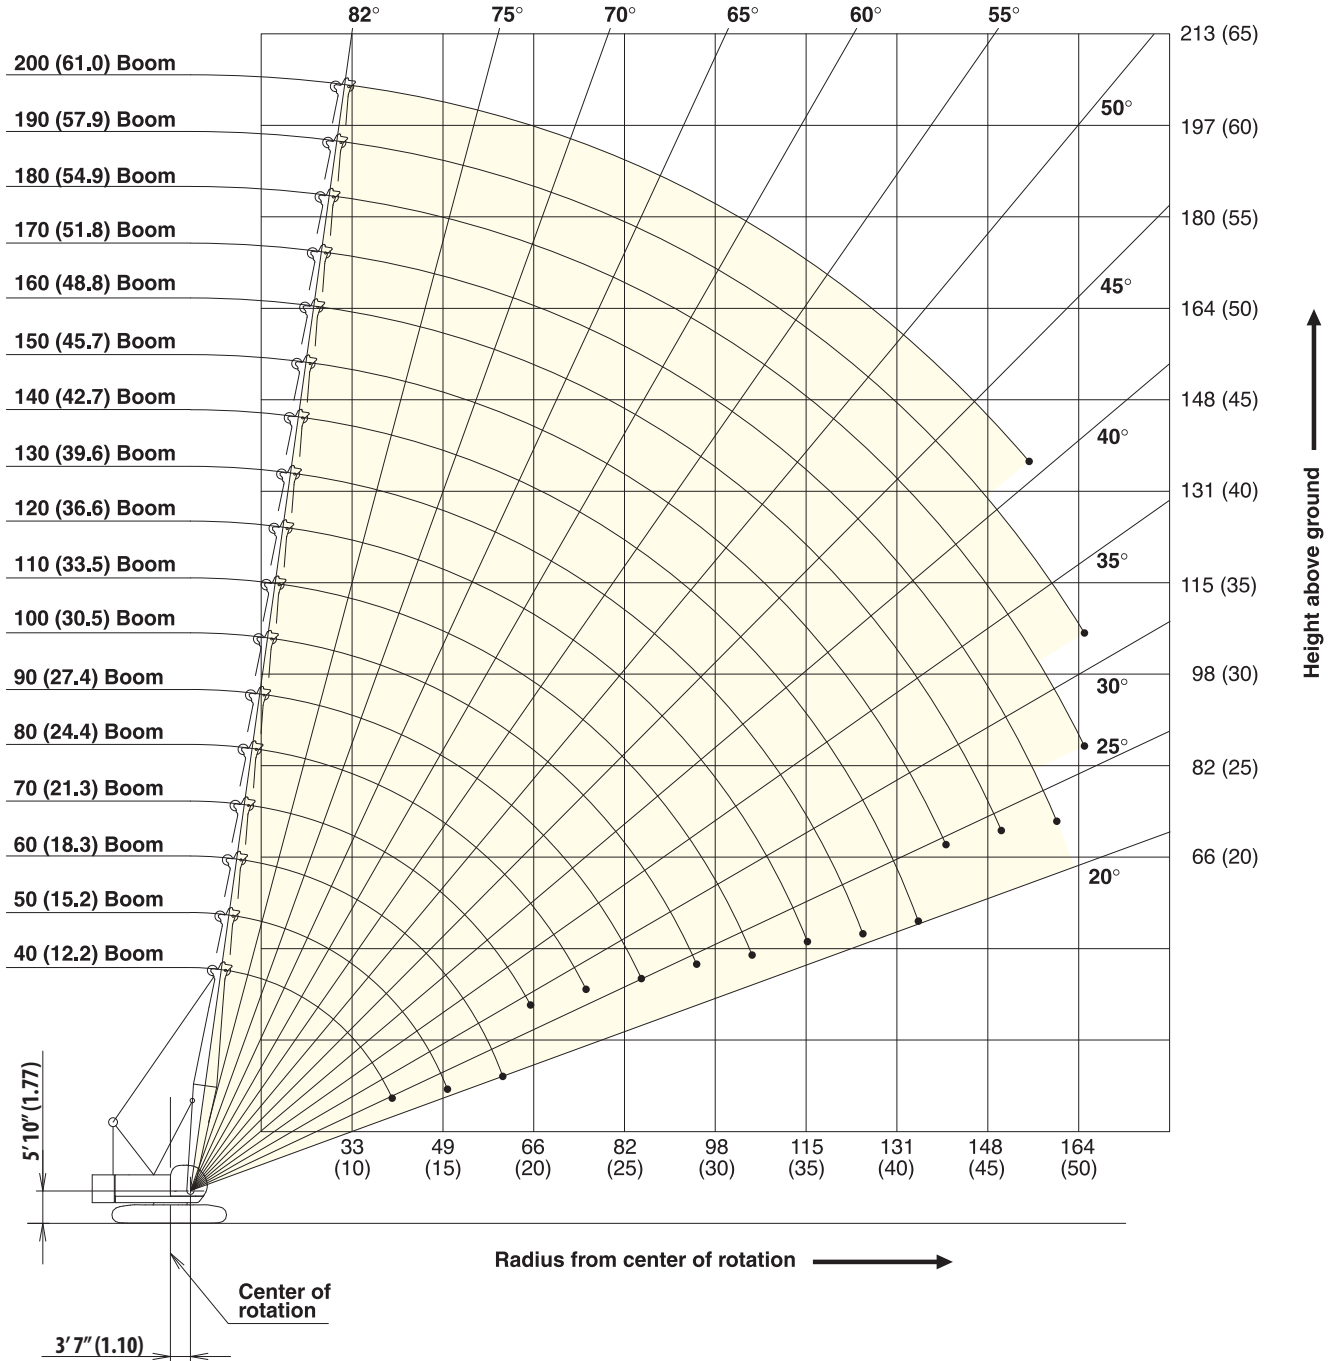 82° 75° 70° 65° 60° 55°
213 (65)
200 (61.0) Boom
50°
190 (57.9) Boom
197 (60)
180 (54.9) Boom
180 (55)
170 (51.8) Boom
160 (48.8) Boom
45°
164 (50)
150 (45.7) Boom
140 (42.7) Boom
148 (45)
40°
130 (39.6) Boom
131 (40)
120 (36.6) Boom
35°
110 (33.5) Boom
115 (35)
100 (30.5) Boom
90 (27.4) Boom
98 (30)
30°
80 (24.4) Boom
25°
82 (25)
70 (21.3) Boom
60 (18.3) Boom
66 (20)
20°
50 (15.2) Boom
40 (12.2) Boom
Height above ground
5' 10" (1.77)
33 49 66 82 98 115 131 148 164
(10) (15) (20) (25) (30) (35) (40) (45) (50)
Radius from center of rotation
Center of
rotation
3' 7" (1.10)